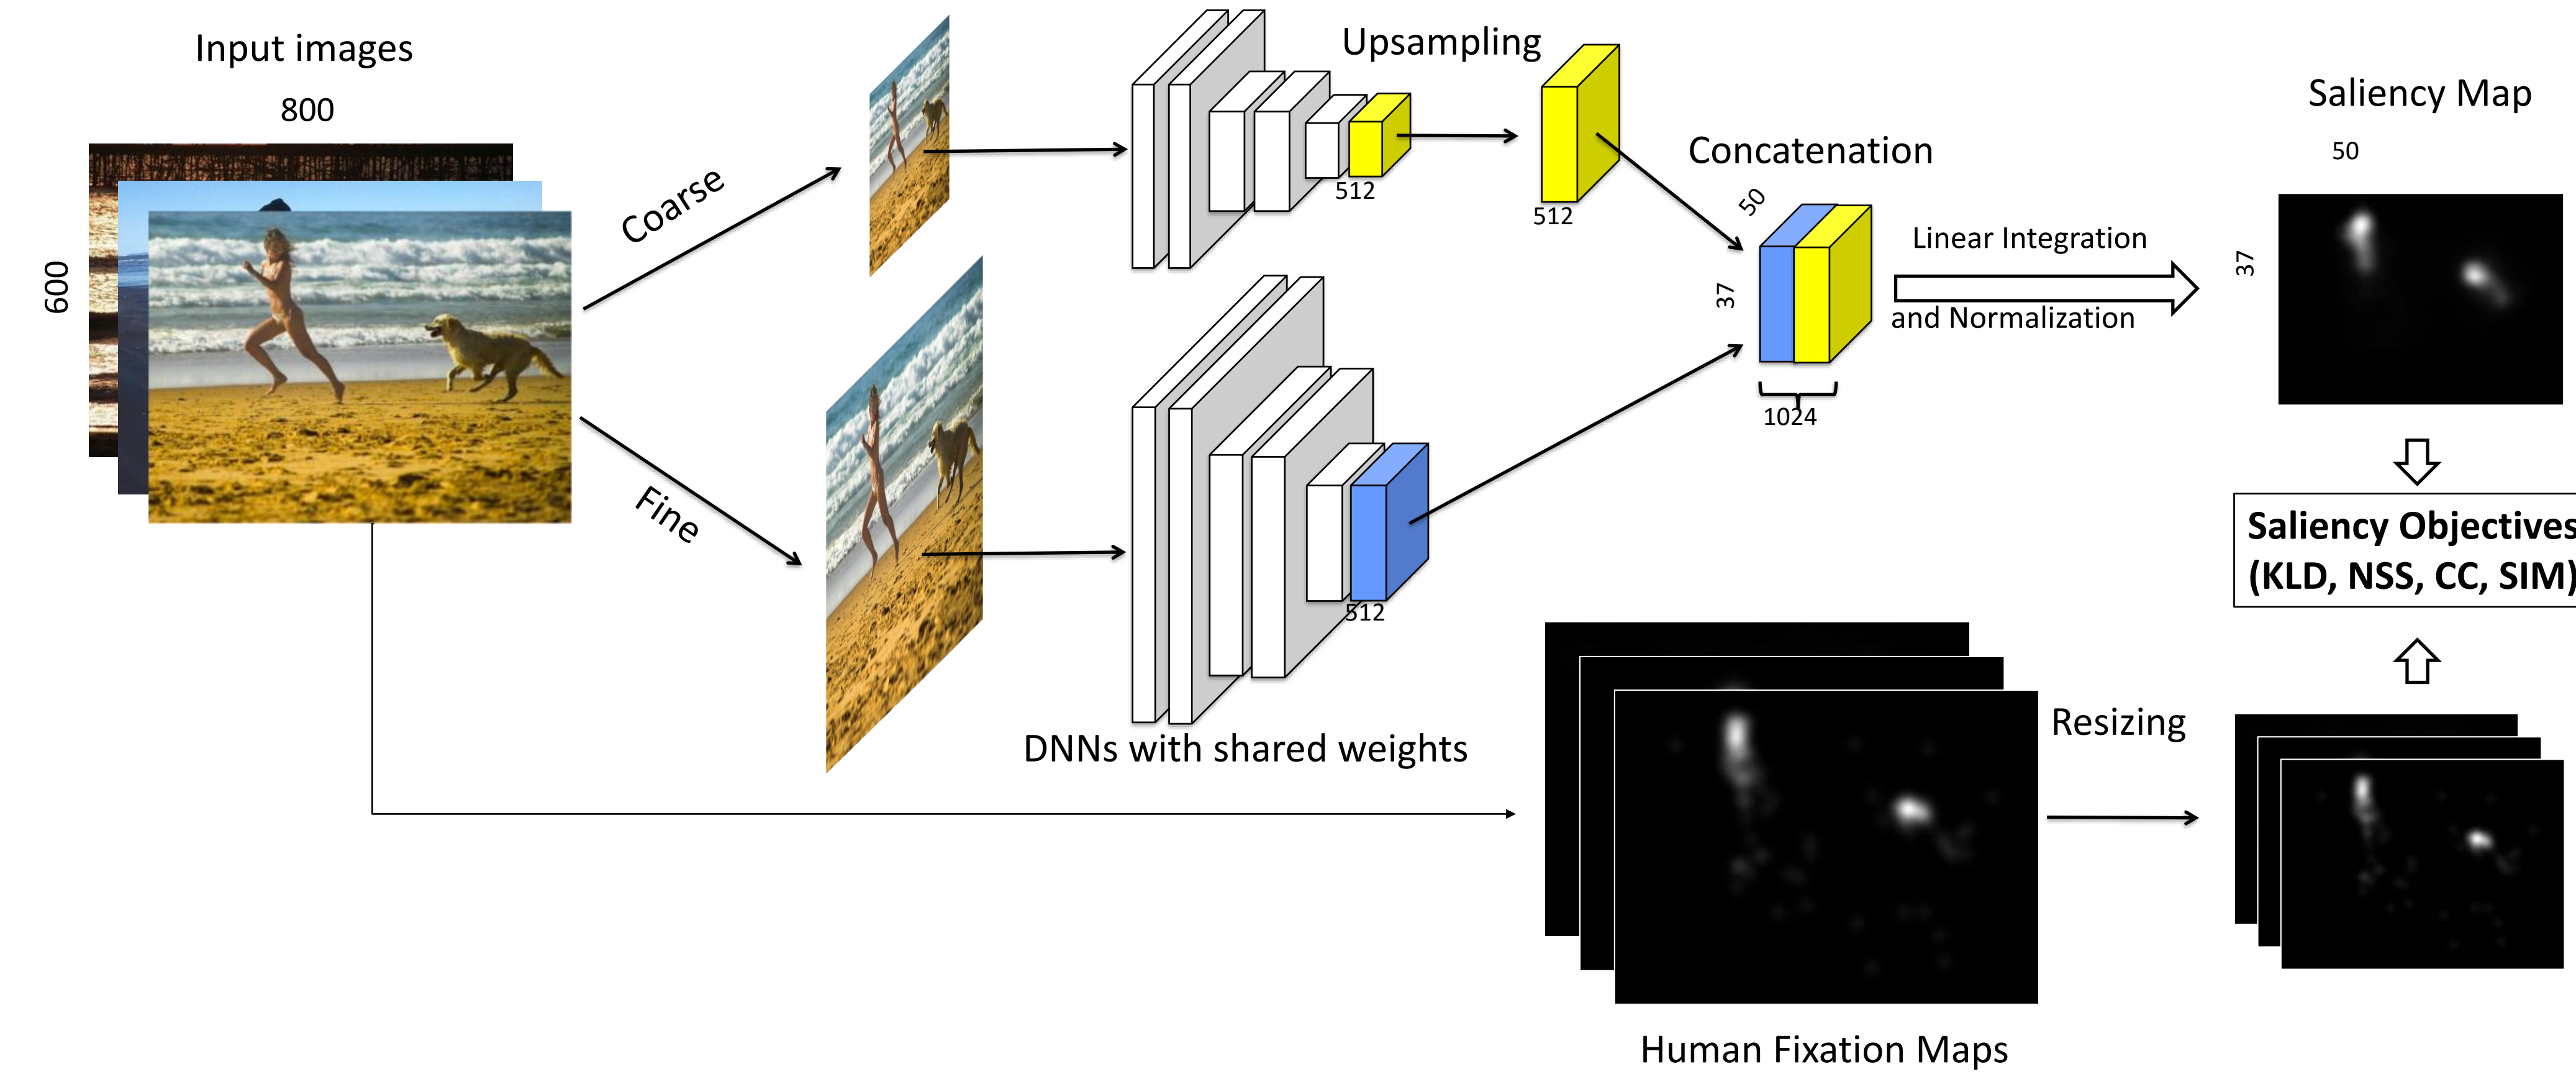 Input images
800
600
Coarse
Fine
Upsampling
512
512
Concatenation
50
37
1024
Linear Integration
and Normalization
Saliency Map
50
37
512
DNNs with shared weights
Saliency Objectives
(KLD, NSS, CC, SIM)
Resizing
Human Fixation Maps